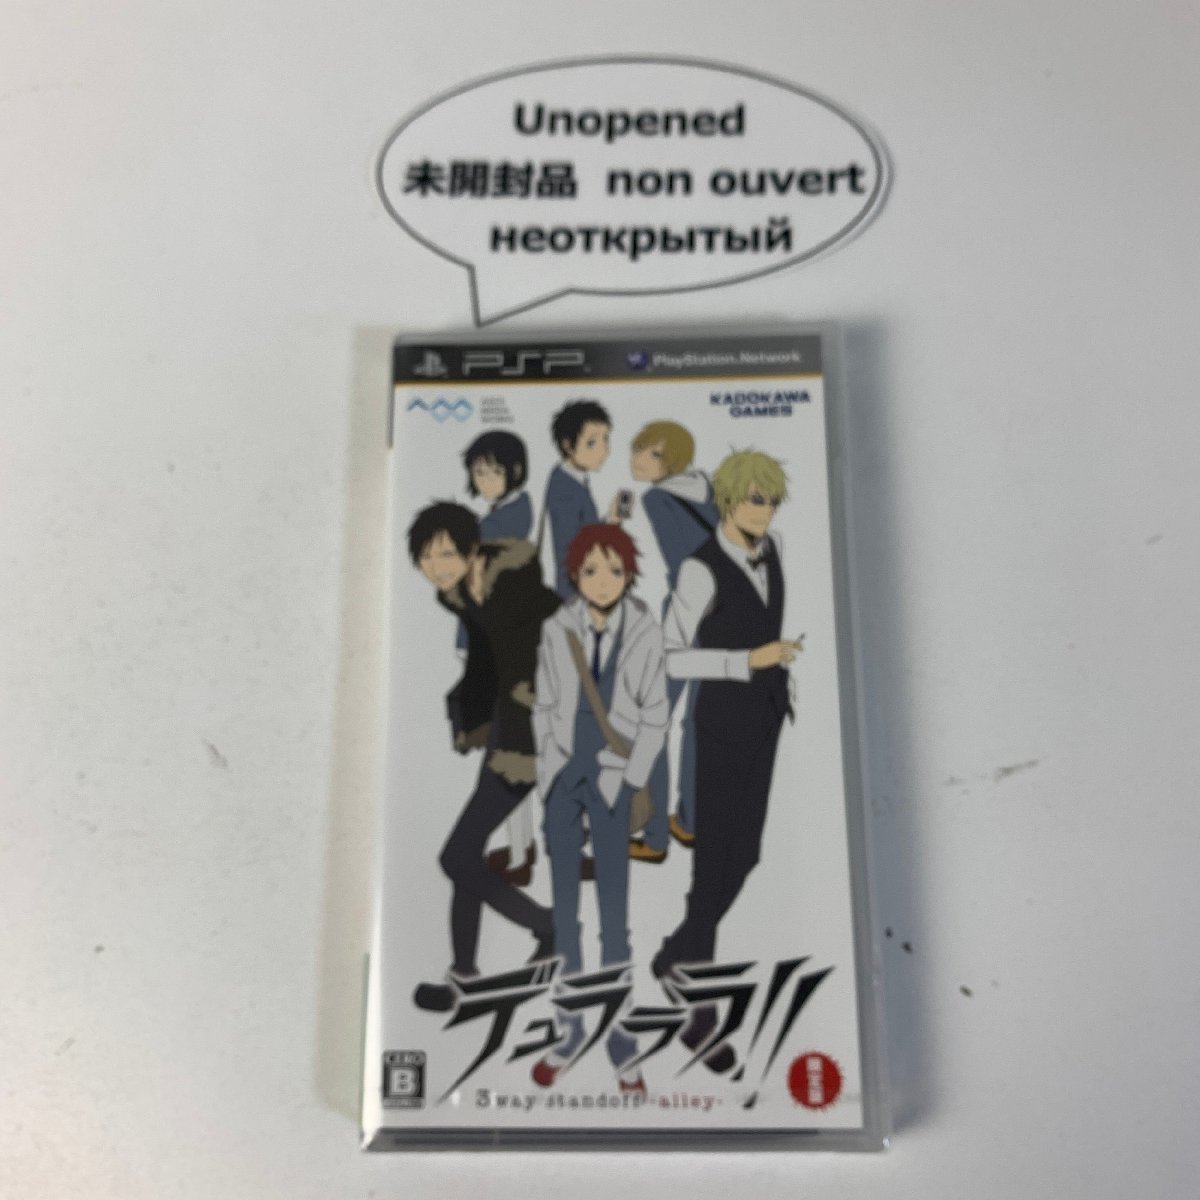 Unopened
未開封品 non ouvert
неоткрытый
PSP PlayStation.Network
KADOKAWA
GAMES
デュラララ!!
3way standoff -alley-
CERO
B
限定版